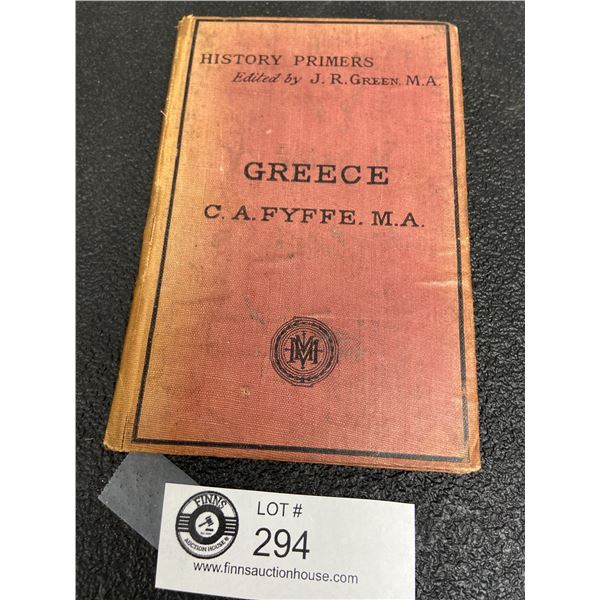 HISTORY PRIMERS
Edited by J. R. GREEN. M.A.
GREECE
C. A. FYFFE. M.A.
FINNS
AUCTION HOUSE
LOT #
294
www.finnsauctionhouse.com